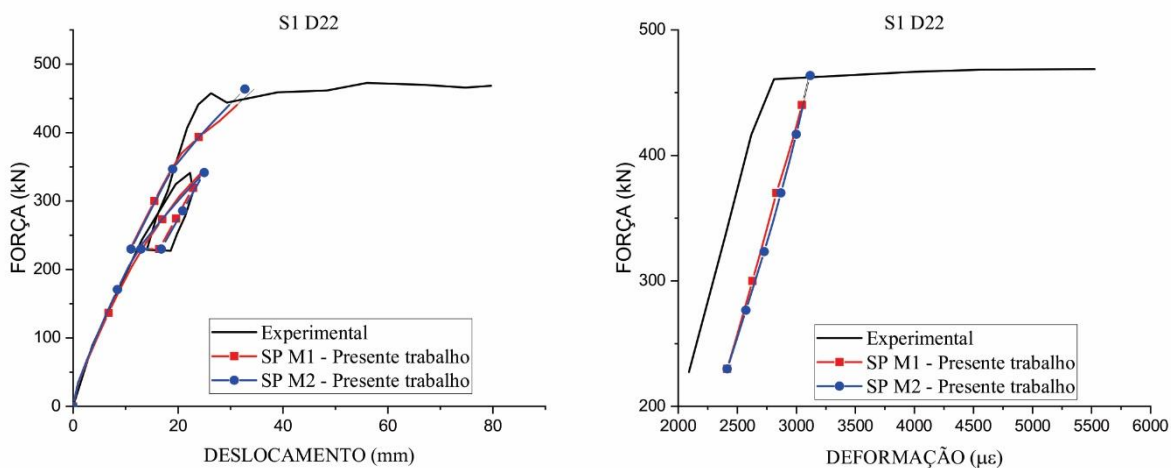 S1 D22
500
400
300
200
100
0
0
20
40
60
80
FORÇA (kN)
DESLOCAMENTO (mm)
Experimental
SP M1 - Presente trabalho
SP M2 - Presente trabalho
S1 D22
500
400
300
200
2000
2500
3000
3500
4000
4500
5000
5500
6000
FORÇA (kN)
DEFORMAÇÃO (με)
Experimental
SP M1 - Presente trabalho
SP M2 - Presente trabalho